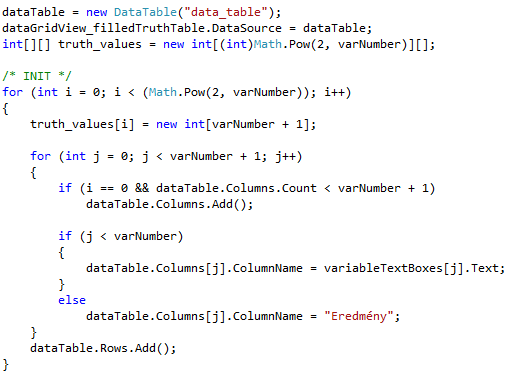 dataTable = new DataTable("data_table");
dataGridView_filledTruthTable.DataSource = dataTable;
int[][] truth_values = new int[(int)Math.Pow(2, varNumber)][];

/* INIT */
for (int i = 0; i < (Math.Pow(2, varNumber)); i++)
{
    truth_values[i] = new int[varNumber + 1];

    for (int j = 0; j < varNumber + 1; j++)
    {
        if (i == 0 && dataTable.Columns.Count < varNumber + 1)
            dataTable.Columns.Add();

        if (j < varNumber)
        {
            dataTable.Columns[j].ColumnName = variableTextBoxes[j].Text;
        }
        else
            dataTable.Columns[j].ColumnName = "Eredmény";
    }
    dataTable.Rows.Add();
}